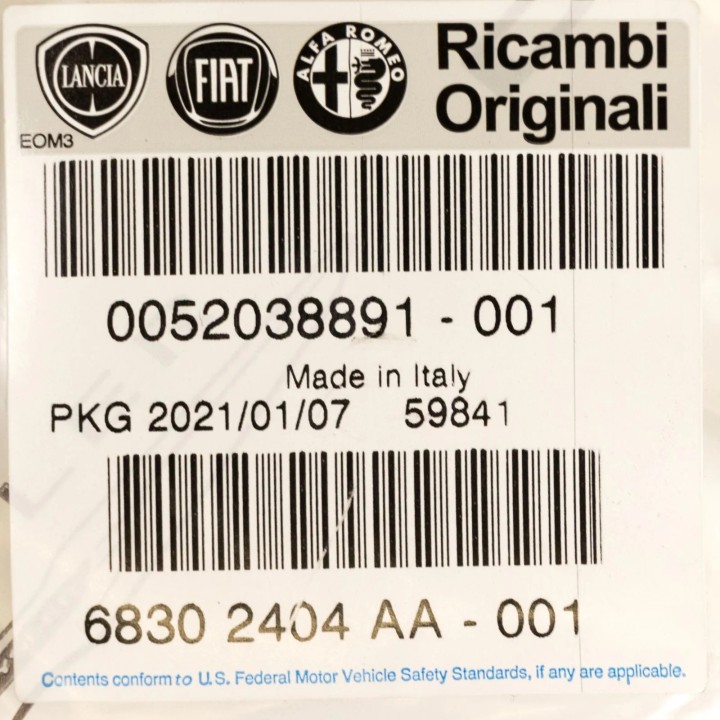 LANCIA
FIAT
ALFA ROMEO
Ricambi
Originali
EOM3
0052038891 - 001
Made in Italy
PKG 2021/01/07 59841
6830 2404 AA - 001
Contents conform to U.S. Federal Motor Vehicle Safety Standards, if any are applicable.